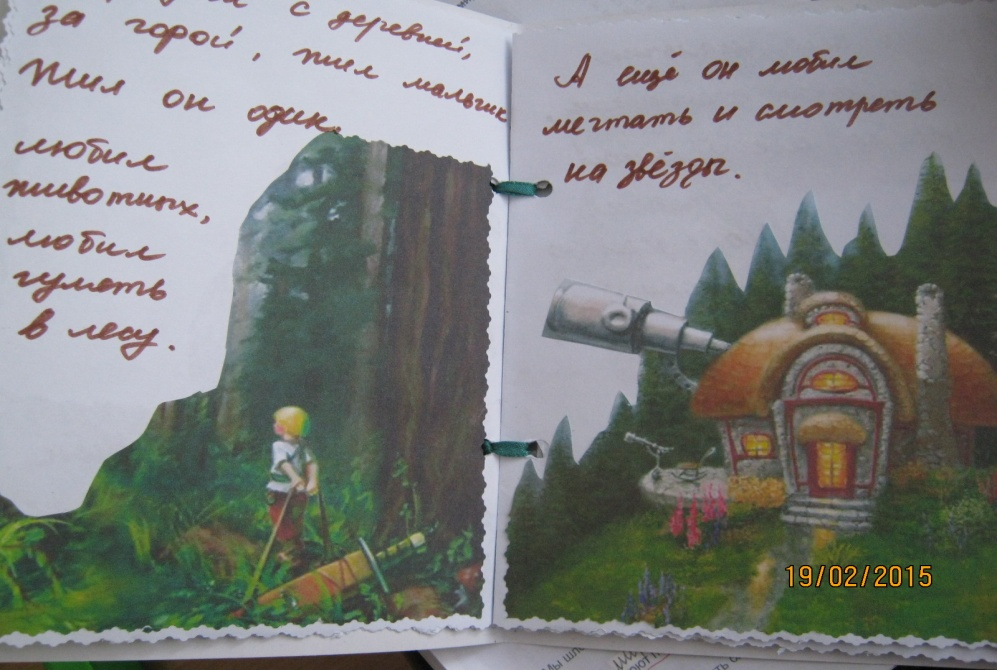 с деревней,
за горой, жил мальчик
Жил он один,
любил
животных,
любил
гулять
в лесу.
А ещё он любил
мечтать и смотреть
на звёзды.
19/02/2015